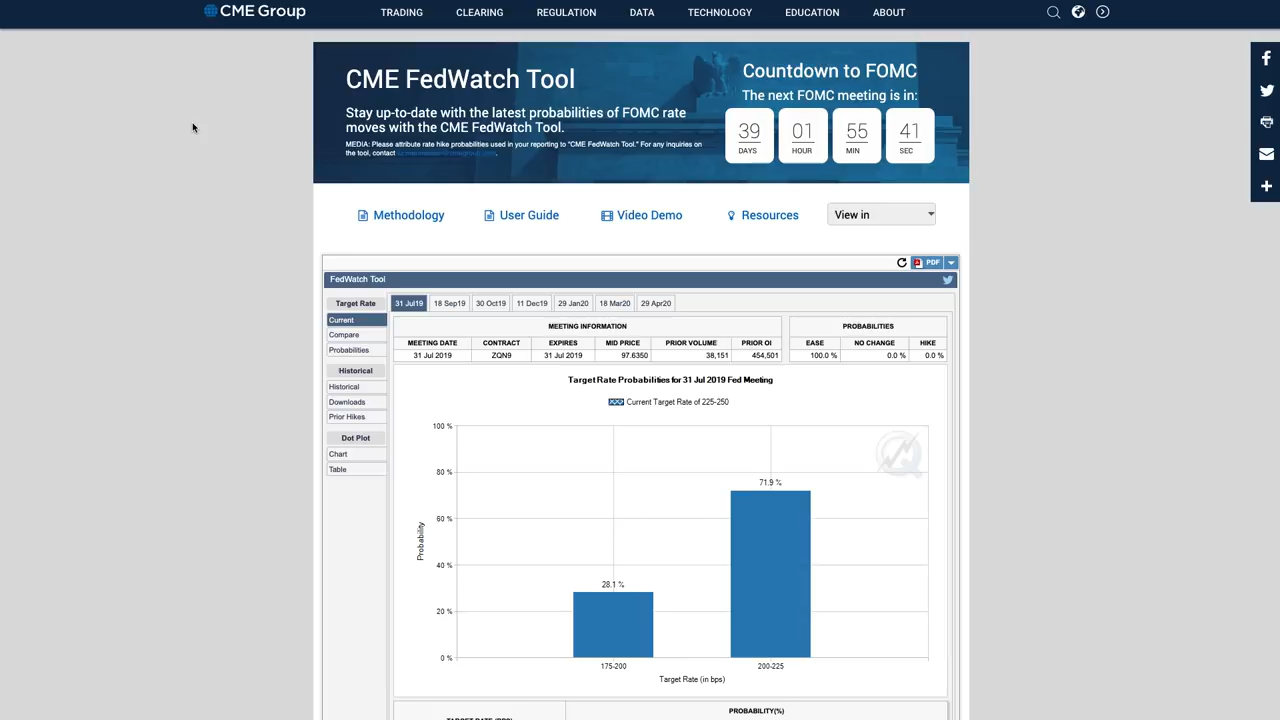 CME Group
TRADING CLEARING REGULATION DATA TECHNOLOGY EDUCATION ABOUT
CME FedWatch Tool
Stay up-to-date with the latest probabilities of FOMC rate
moves with the CME FedWatch Tool.
MEDIA: Please attribute rate hike probabilities used in your reporting to “CME FedWatch Tool.” For any inquiries on
the tool, contact
Countdown to FOMC
The next FOMC meeting is in:
39 01 55 41
DAYS HOUR MIN SEC
Methodology User Guide Video Demo Resources View in
PDF
FedWatch Tool
Target Rate
Current
Compare
Probabilities
Historical
Historical
Downloads
Prior Hikes
Dot Plot
Chart
Table
31 Jul19 18 Sep19 30 Oct19 11 Dec19 29 Jan20 18 Mar20 29 Apr20
MEETING INFORMATION
MEETING DATE CONTRACT EXPIRES MID PRICE PRIOR VOLUME PRIOR OI
31 Jul 2019 ZQN9 31 Jul 2019 97.6350 38,151 454,501
PROBABILITIES
EASE NO CHANGE HIKE
100.0 % 0.0 % 0.0 %
Target Rate Probabilities for 31 Jul 2019 Fed Meeting
Current Target Rate of 225-250
100 %
80 %
60 %
40 %
20 %
0 %
Probability
28.1 %
71.9 %
175-200 200-225
Target Rate (in bps)
PROBABILITY(%)
TARGET RATE (BPS)